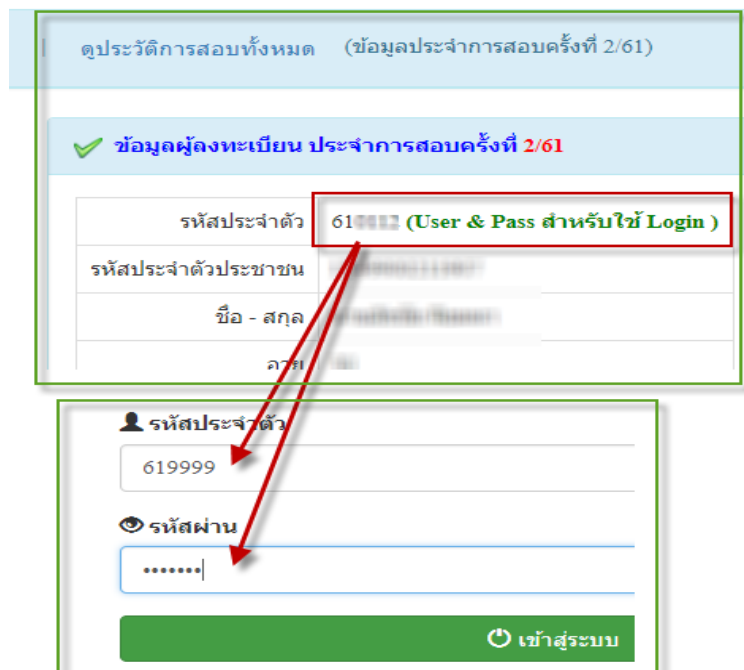 | ดูประวัติการสอบทั้งหมด (ข้อมูลประจำการสอบครั้งที่ 2/61)
ข้อมูลผู้ลงทะเบียน ประจำการสอบครั้งที่ 2/61
รหัสประจำตัว (User & Pass สำหรับใช้ Login )
รหัสประจำตัวประชาชน
ชื่อ - สกุล
อายุ
รหัสประจำตัว
619999
รหัสผ่าน
•••••••
เข้าสู่ระบบ